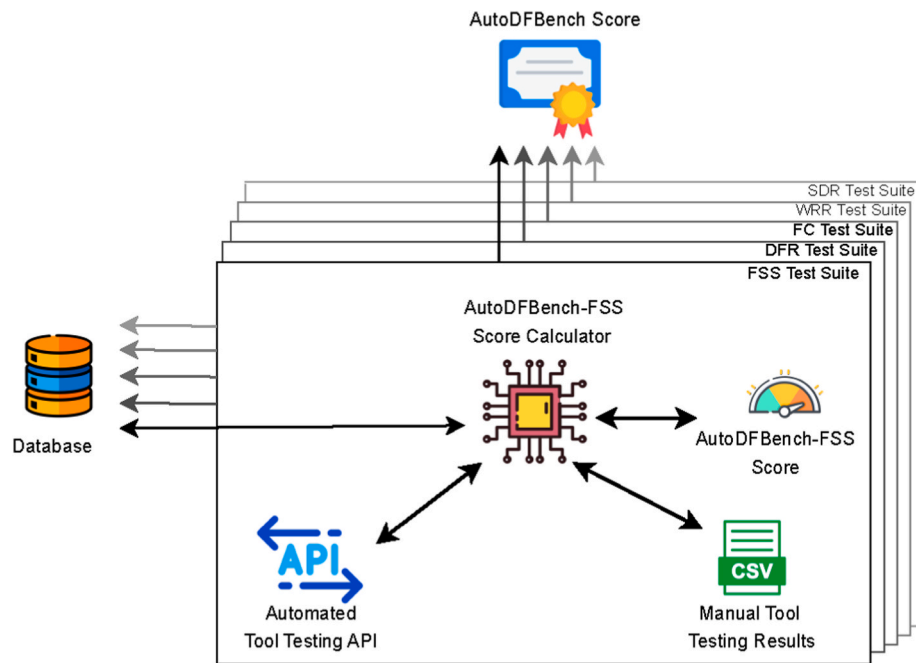 AutoDFBench Score
SDR Test Suite
WRR Test Suite
FC Test Suite
DFR Test Suite
FSS Test Suite
AutoDFBench-FSS
Score Calculator
Database
AutoDFBench-FSS
Score
API
CSV
Automated
Tool Testing API
Manual Tool
Testing Results